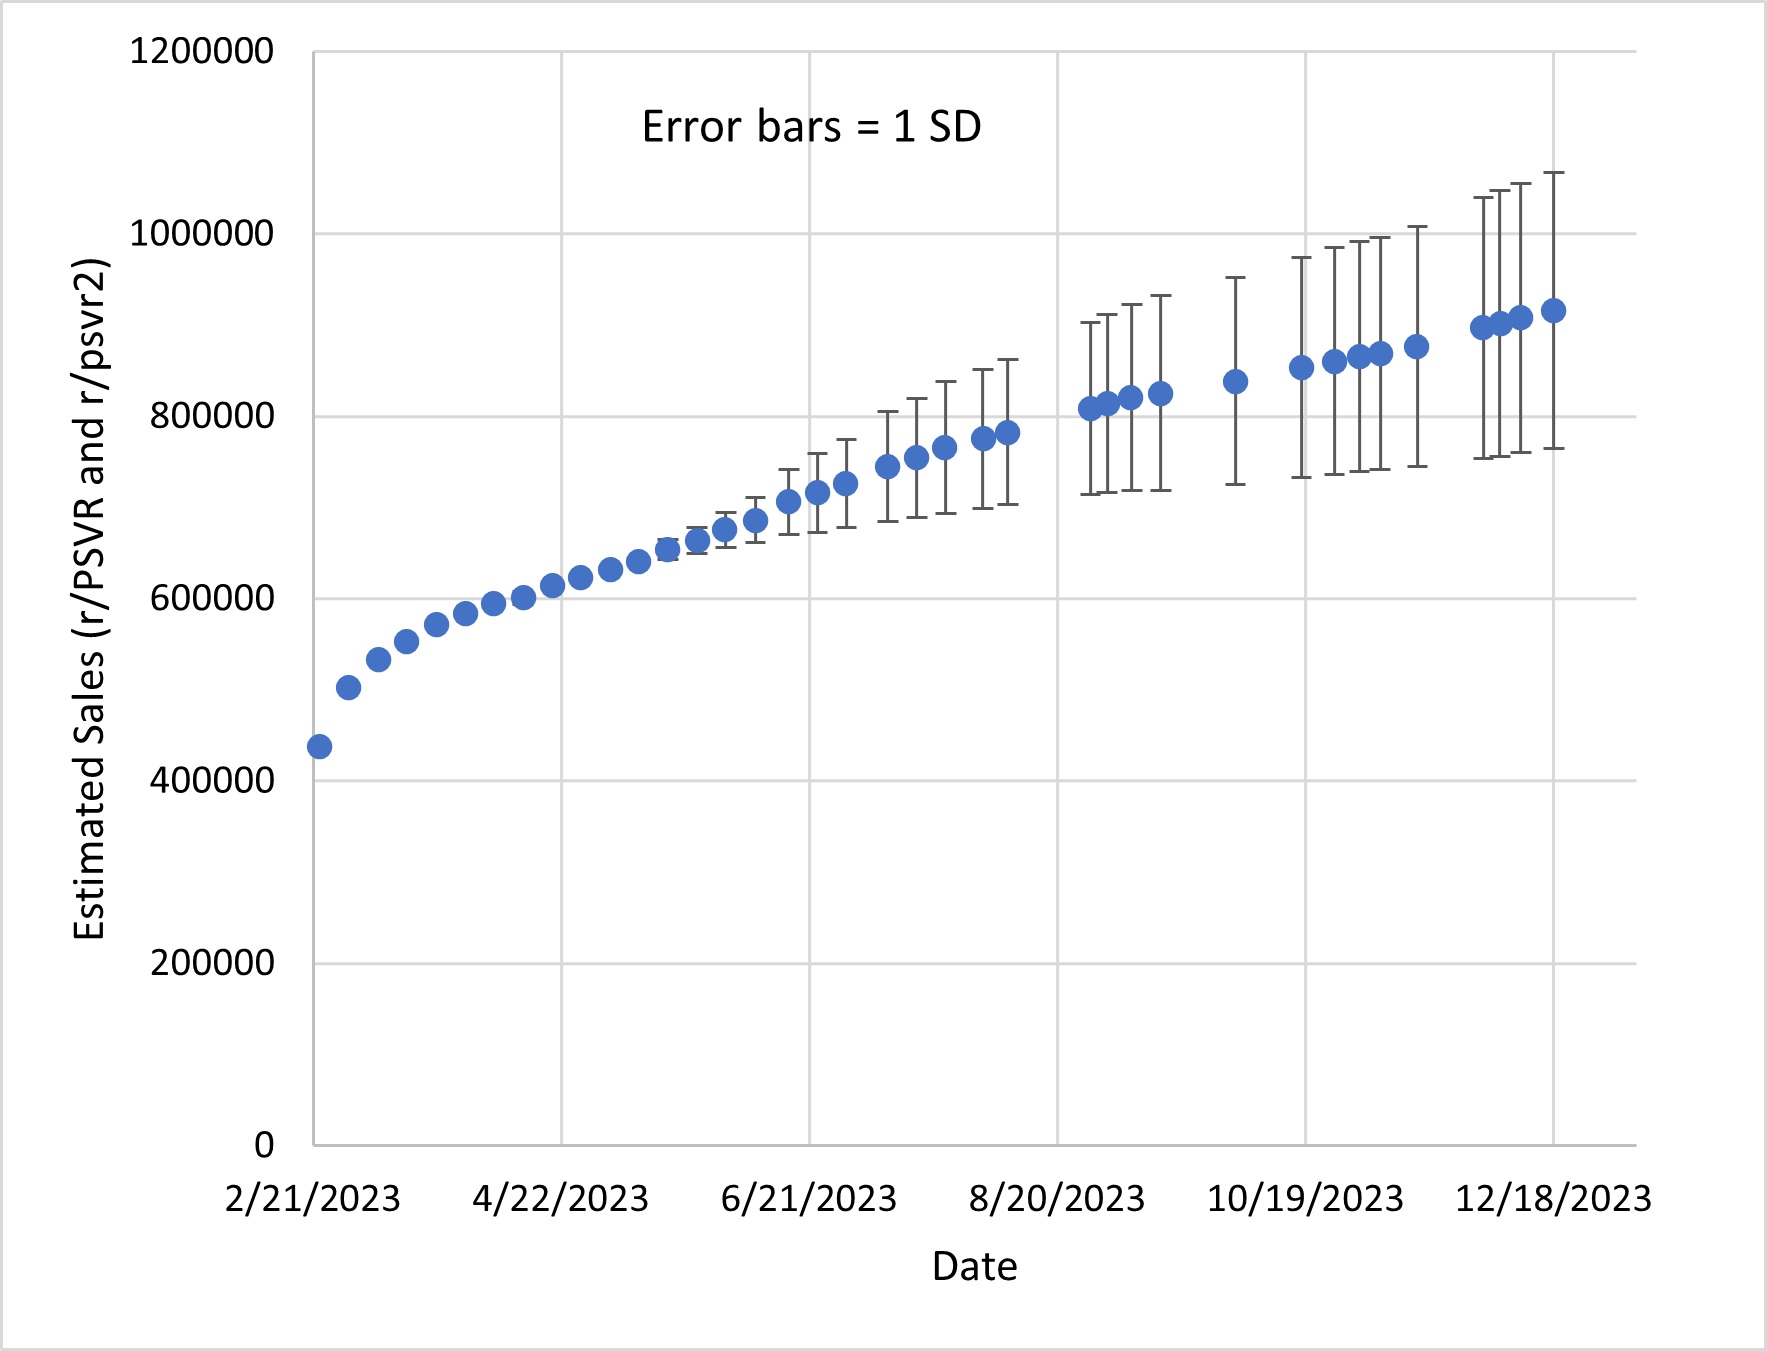 Error bars = 1 SD
Estimated Sales (r/PSVR and r/psvr2)
1200000
1000000
800000
600000
400000
200000
0
2/21/2023 4/22/2023 6/21/2023 8/20/2023 10/19/2023 12/18/2023
Date